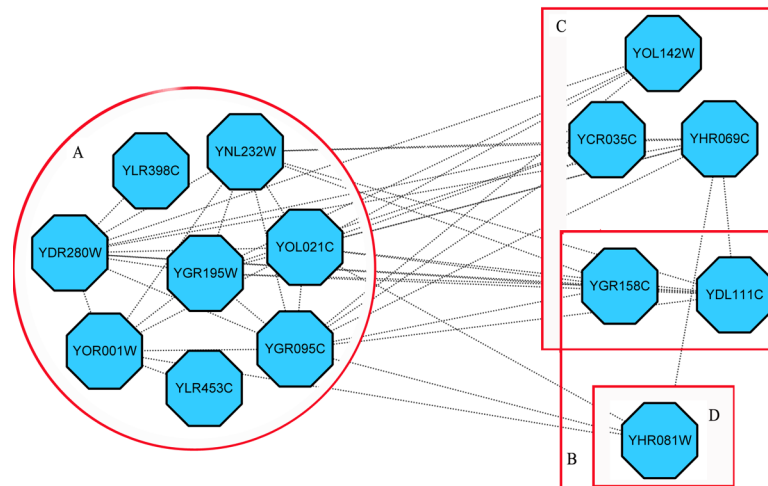 C
YOL142W
A
YNL232W
YCR035C
YHR069C
YLR398C
YDR280W
YOL021C
YGR195W
YGR158C
YDL111C
YOR001W
YGR095C
YLR453C
D
YHR081W
B